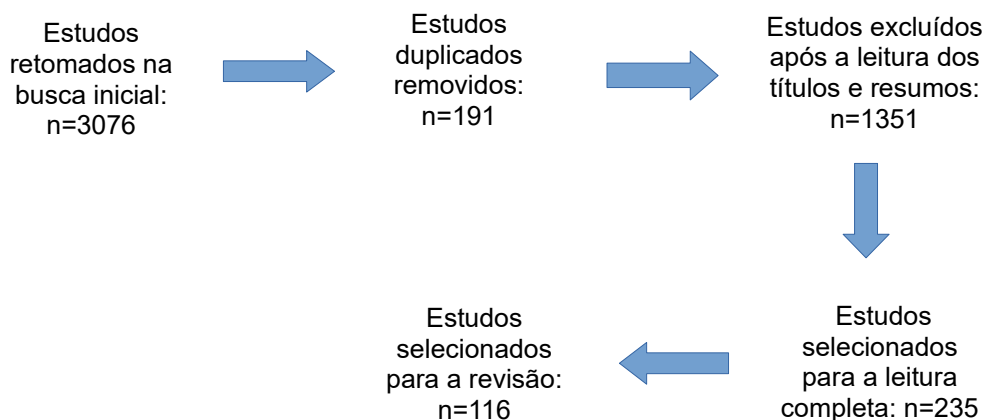 Estudos
retomados na
busca inicial:
n=3076
Estudos
duplicados
removidos:
n=191
Estudos excluídos
após a leitura dos
títulos e resumos:
n=1351
Estudos
selecionados
para a leitura
completa: n=235
Estudos
selecionados
para a revisão:
n=116